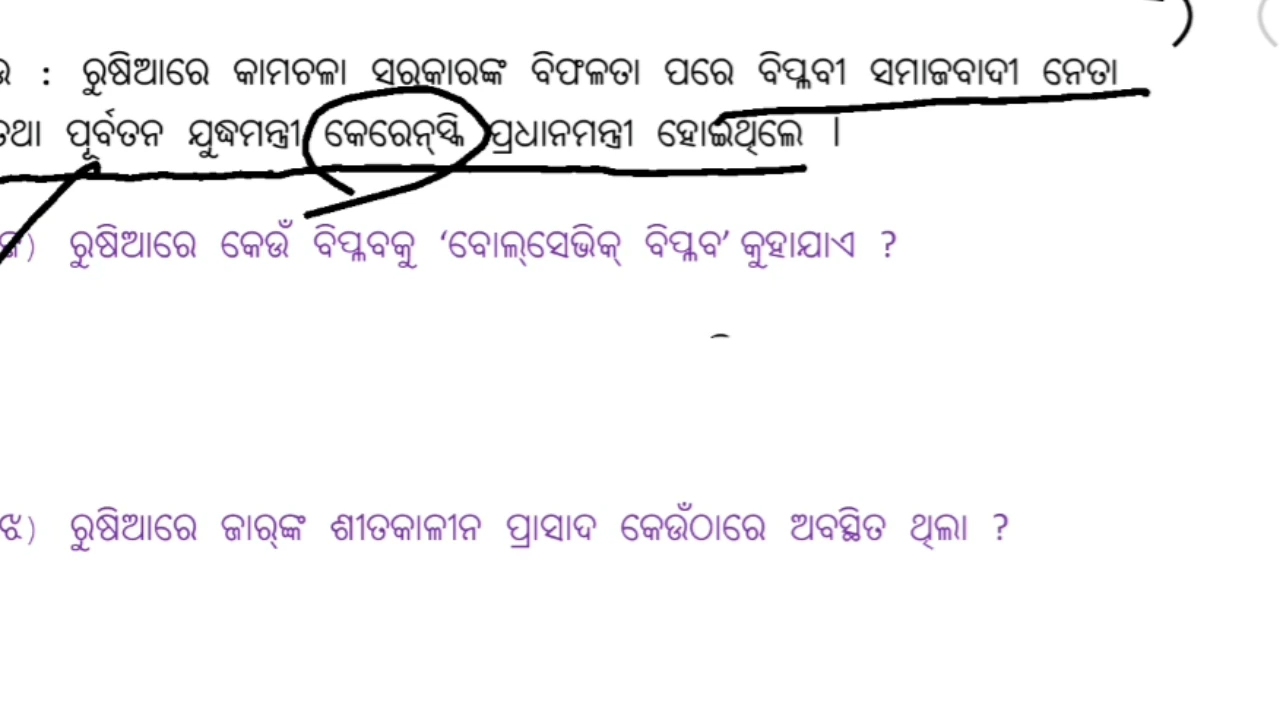 ଉ : ରୁଷିଆରେ କାମଚଳା ସରକାରଙ୍କ ବିଫଳତା ପରେ ବିପ୍ଳବୀ ସମାଜବାଦୀ ନେତା
ତଥା ପୂର୍ବତନ ଯୁଦ୍ଧମନ୍ତ୍ରୀ କେରେନ୍‌ସ୍କି ପ୍ରଧାନମନ୍ତ୍ରୀ ହୋଇଥିଲେ ।
ଜ) ରୁଷିଆରେ କେଉଁ ବିପ୍ଳବକୁ ‘ବୋଲ୍‌ସେଭିକ୍ ବିପ୍ଳବ’ କୁହାଯାଏ ?
ଝ) ରୁଷିଆରେ ଜାର୍‌ଙ୍କ ଶୀତକାଳୀନ ପ୍ରାସାଦ କେଉଁଠାରେ ଅବସ୍ଥିତ ଥିଲା ?